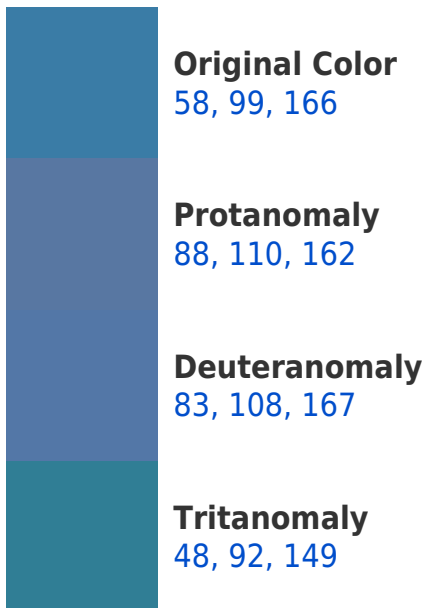 Original Color
58, 99, 166
Protanomaly
88, 110, 162
Deuteranomaly
83, 108, 167
Tritanomaly
48, 92, 149